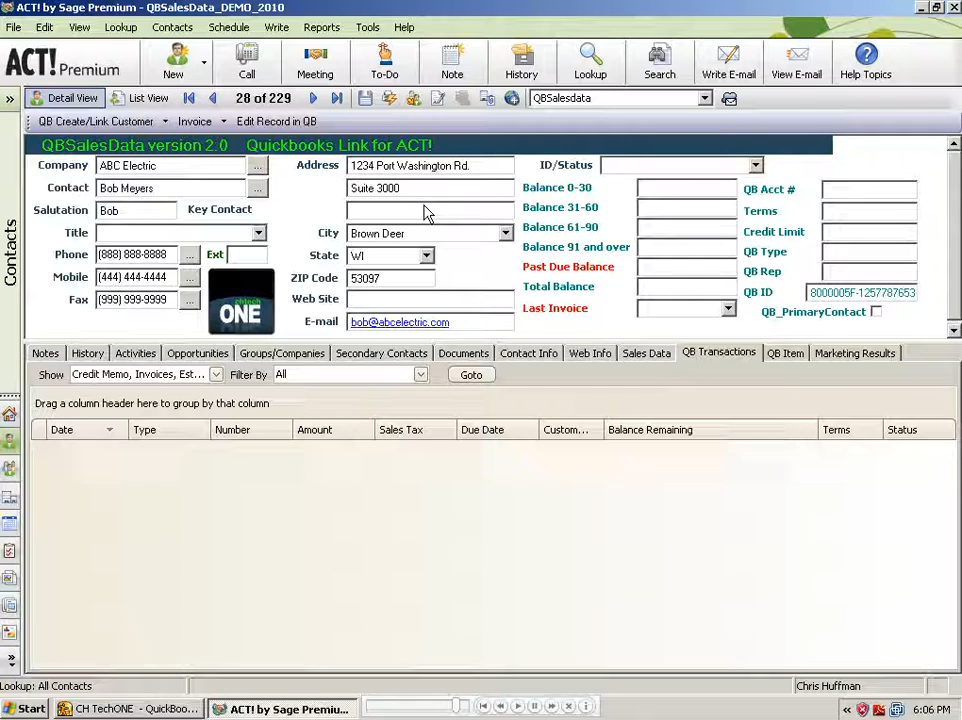 ACT! by Sage Premium - QBSalesData_DEMO_2010
File Edit View Lookup Contacts Schedule Write Reports Tools Help
ACT! Premium
New Call Meeting To-Do Note History Lookup Search Write E-mail View E-mail Help Topics
» Detail View List View 28 of 229 QBSalesdata
QB Create/Link Customer Invoice Edit Record in QB
Contacts
QBSalesData version 2.0 Quickbooks Link for ACT!
Company ABC Electric ... Address 1234 Port Washington Rd. ID/Status
Contact Bob Meyers ... Suite 3000 Balance 0-30 QB Acct #
Salutation Bob Key Contact Balance 31-60 Terms
Title City Brown Deer Balance 61-90 Credit Limit
Phone (888) 888-8888 ... Ext State WI Balance 91 and over QB Type
Mobile (444) 444-4444 ... ZIP Code 53097 Past Due Balance QB Rep
Fax (999) 999-9999 ... Web Site Total Balance QB ID 8000005F-1257787653
chtech ONE E-mail bob@abcelectric.com Last Invoice QB_PrimaryContact
Notes History Activities Opportunities Groups/Companies Secondary Contacts Documents Contact Info Web Info Sales Data QB Transactions QB Item Marketing Results
Show Credit Memo, Invoices, Est... Filter By All Goto
Drag a column header here to group by that column
Date Type Number Amount Sales Tax Due Date Custom... Balance Remaining Terms Status
Lookup: All Contacts Chris Huffman
Start CH TechONE - QuickBoo... ACT! by Sage Premiu... « 6:06 PM